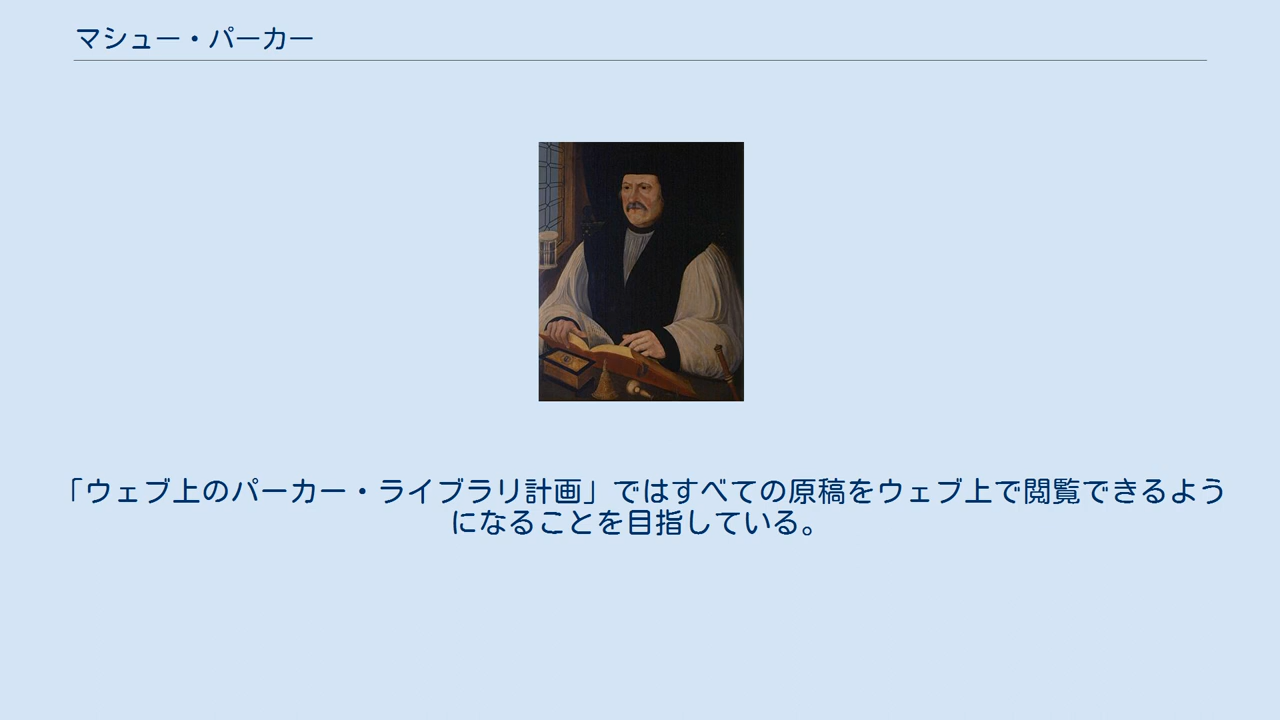 マシュー・パーカー
「ウェブ上のパーカー・ライブラリ計画」ではすべての原稿をウェブ上で閲覧できるよう
になることを目指している。